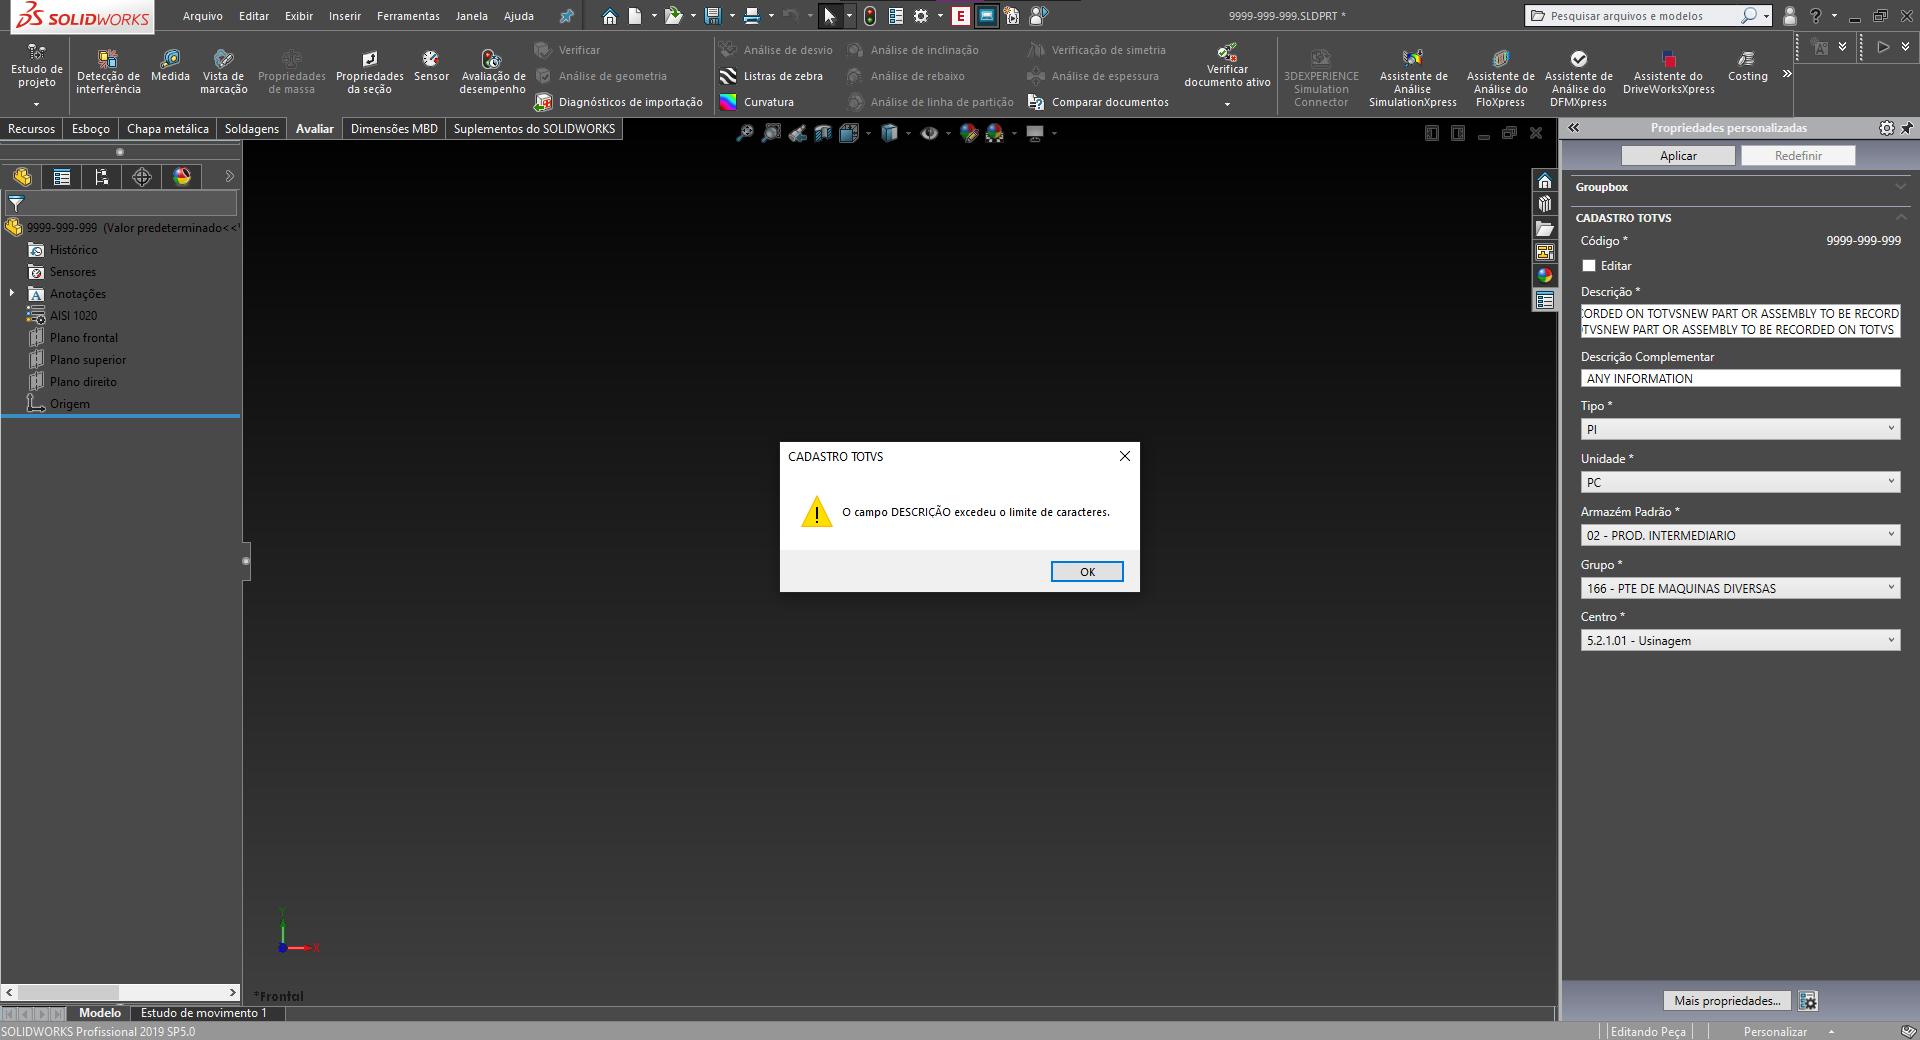 SOLIDWORKS
Arquivo
Editar
Exibir
Inserir
Ferramentas
Janela
Ajuda
E
9999-999-999.SLDPRT *
Pesquisar arquivos e modelos
?
Estudo de
projeto
Detecção de
interferência
Medida
Vista de
marcação
Propriedades
de massa
Propriedades
da seção
Sensor
Avaliação de
desempenho
Verificar
Análise de geometria
Diagnósticos de importação
Análise de desvio
Listras de zebra
Curvatura
Análise de inclinação
Análise de rebaixo
Análise de linha de partição
Verificação de simetria
Análise de espessura
Comparar documentos
Verificar
documento ativo
3DEXPERIENCE
Simulation
Connector
Assistente de
Análise
SimulationXpress
Assistente de
Análise do
FloXpress
Assistente de
Análise do
DFMXpress
Assistente do
DriveWorksXpress
Costing
Recursos
Esboço
Chapa metálica
Soldagens
Avaliar
Dimensões MBD
Suplementos do SOLIDWORKS
9999-999-999 (Valor predeterminado<<
Histórico
Sensores
Anotações
AISI 1020
Plano frontal
Plano superior
Plano direito
Origem
CADASTRO TOTVS
O campo DESCRIÇÃO excedeu o limite de caracteres.
OK
Y
X
*Frontal
Propriedades personalizadas
Aplicar
Redefinir
Groupbox
CADASTRO TOTVS
Código *
9999-999-999
Editar
Descrição *
CORDED ON TOTVSNEW PART OR ASSEMBLY TO BE RECORD
OTVSNEW PART OR ASSEMBLY TO BE RECORDED ON TOTVS
Descrição Complementar
ANY INFORMATION
Tipo *
PI
Unidade *
PC
Armazém Padrão *
02 - PROD. INTERMEDIARIO
Grupo *
166 - PTE DE MAQUINAS DIVERSAS
Centro *
5.2.1.01 - Usinagem
Mais propriedades...
Modelo
Estudo de movimento 1
SOLIDWORKS Profissional 2019 SP5.0
Editando Peça
Personalizar